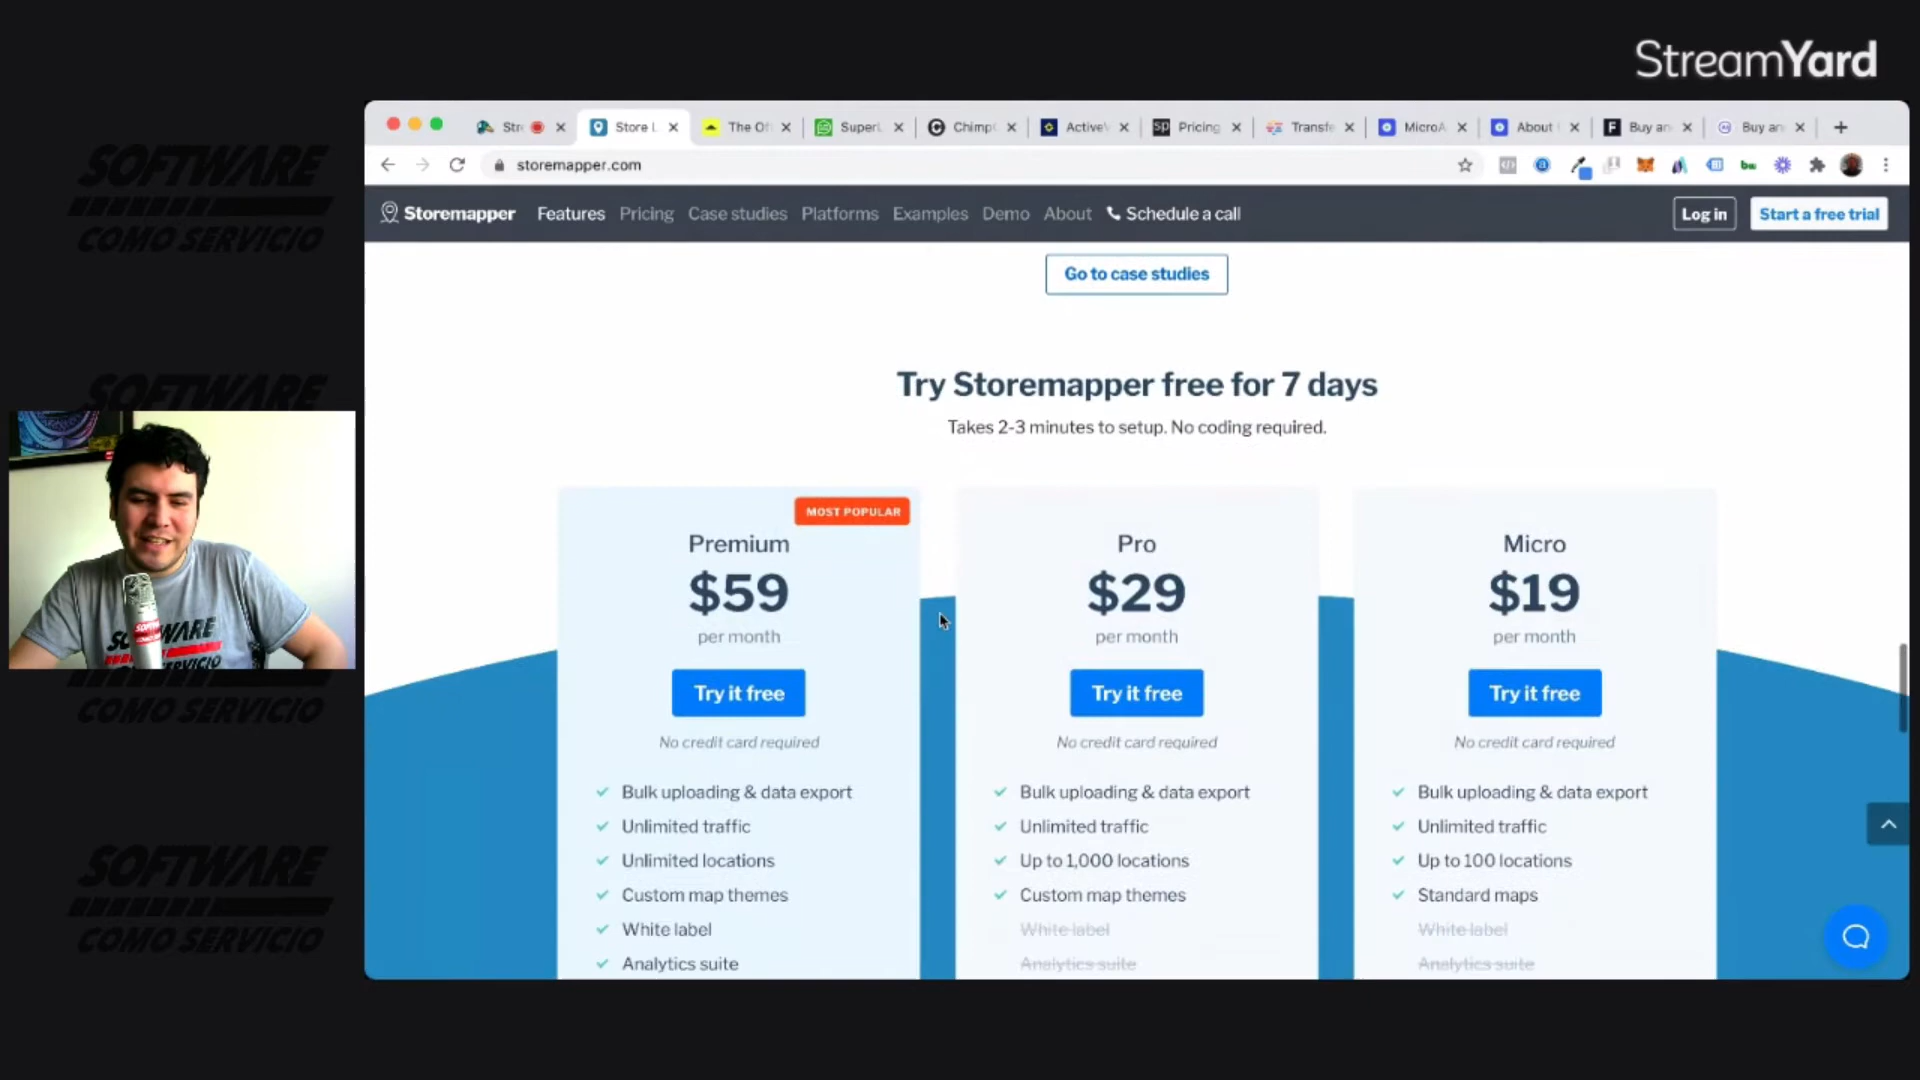 StreamYard
SOFTWARE
COMO SERVICIO
SOFTWARE
SOFTWARE
COMO SERVICIO
COMO SERVICIO
SOFTWARE
COMO SERVICIO
Str
Store L
The Of
SuperL
Chimp
Active
Pricing
Transfe
MicroA
About
Buy an
Buy an
storemapper.com
Storemapper Features Pricing Case studies Platforms Examples Demo About Schedule a call
Log in
Start a free trial
Go to case studies
Try Storemapper free for 7 days
Takes 2-3 minutes to setup. No coding required.
MOST POPULAR
Premium
$59
per month
Try it free
No credit card required
Bulk uploading & data export
Unlimited traffic
Unlimited locations
Custom map themes
White label
Analytics suite
Pro
$29
per month
Try it free
No credit card required
Bulk uploading & data export
Unlimited traffic
Up to 1,000 locations
Custom map themes
White label
Analytics suite
Micro
$19
per month
Try it free
No credit card required
Bulk uploading & data export
Unlimited traffic
Up to 100 locations
Standard maps
White label
Analytics suite